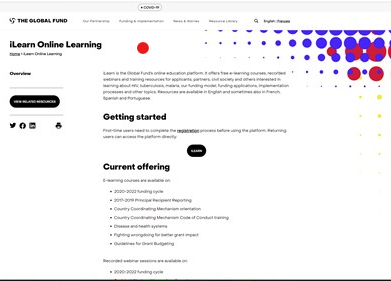 COVID-19
THE GLOBAL FUND
Our Partnership Funding & Implementation News & Stories Resource Library English | Français
iLearn Online Learning
Home > iLearn Online Learning
Overview
VIEW RELATED RESOURCES
iLearn is the Global Fund's online education platform. It offers free e-learning courses, recorded
webinars and training resources for applicants, partners, civil society and others interested in
learning about HIV, tuberculosis, malaria, our funding model, funding applications, implementation
processes and other topics. Resources are available in English and sometimes also in French,
Spanish and Portuguese.
Getting started
First-time users need to complete the registration process before using the platform. Returning
users can access the platform directly.
iLEARN
Current offering
E-learning courses are available on:
2020-2022 funding cycle
2017-2019 Principal Recipient Reporting
Country Coordinating Mechanism orientation
Country Coordinating Mechanism Code of Conduct training
Disease and health systems
Fighting wrongdoing for better grant impact
Guidelines for Grant Budgeting
Recorded webinar sessions are available on:
2020-2022 funding cycle